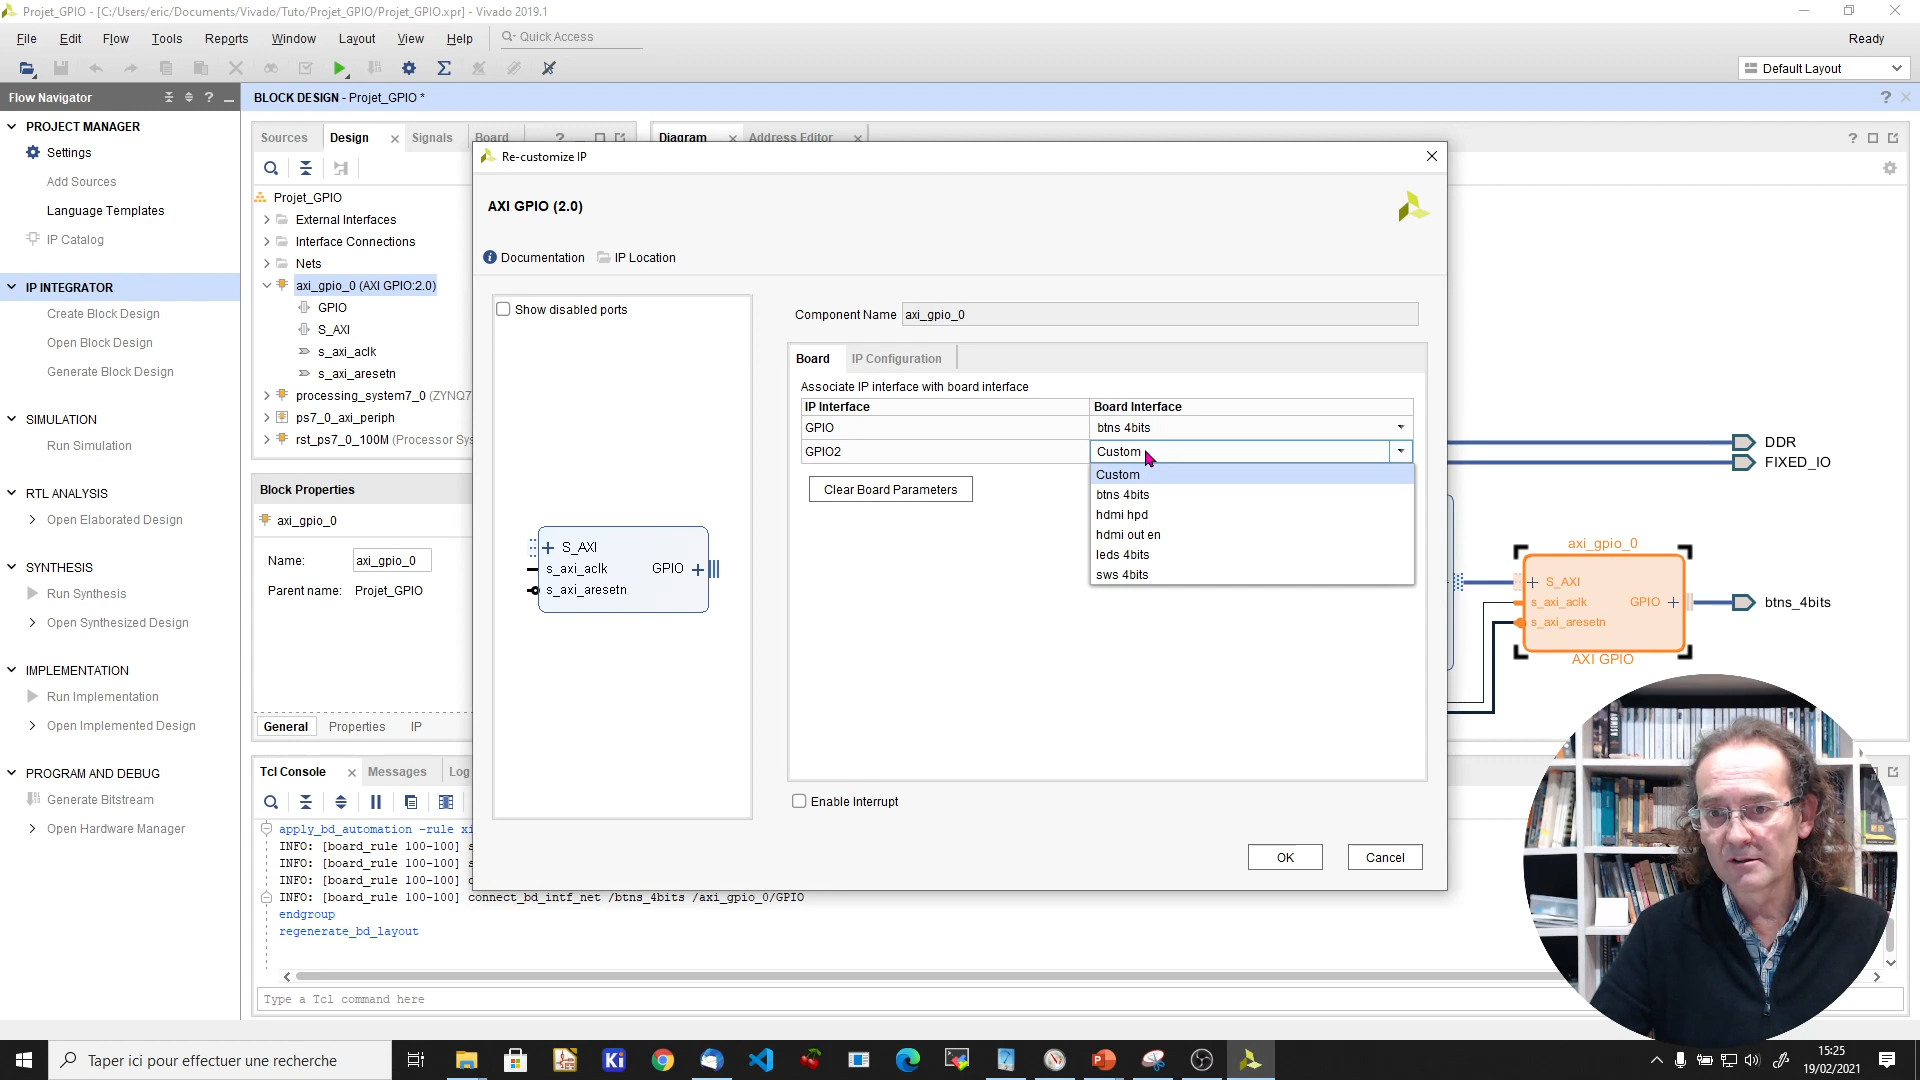 Projet_GPIO - [C:/Users/eric/Documents/Vivado/Tuto/Projet_GPIO/Projet_GPIO.xpr] - Vivado 2019.1
File Edit Flow Tools Reports Window Layout View Help Quick Access
Ready
Default Layout
Flow Navigator
BLOCK DESIGN - Projet_GPIO *
PROJECT MANAGER
Settings
Add Sources
Language Templates
IP Catalog
IP INTEGRATOR
Create Block Design
Open Block Design
Generate Block Design
SIMULATION
Run Simulation
RTL ANALYSIS
Open Elaborated Design
SYNTHESIS
Run Synthesis
Open Synthesized Design
IMPLEMENTATION
Run Implementation
Open Implemented Design
PROGRAM AND DEBUG
Generate Bitstream
Open Hardware Manager
Sources Design Signals Board
Projet_GPIO
External Interfaces
Interface Connections
Nets
axi_gpio_0 (AXI GPIO:2.0)
GPIO
S_AXI
s_axi_aclk
s_axi_aresetn
processing_system7_0 (ZYNQ7
ps7_0_axi_periph
rst_ps7_0_100M (Processor Sys
Block Properties
axi_gpio_0
Name: axi_gpio_0
Parent name: Projet_GPIO
General Properties IP
Tcl Console Messages Log
apply_bd_automation -rule xi
INFO: [board_rule 100-100] s
INFO: [board_rule 100-100] s
INFO: [board_rule 100-100] c
INFO: [board_rule 100-100] connect_bd_intf_net /btns_4bits /axi_gpio_0/GPIO
endgroup
regenerate_bd_layout
Type a Tcl command here
Diagram Address Editor
Re-customize IP
AXI GPIO (2.0)
Documentation IP Location
Show disabled ports
S_AXI
s_axi_aclk
s_axi_aresetn
GPIO
Component Name axi_gpio_0
Board IP Configuration
Associate IP interface with board interface
IP Interface Board Interface
GPIO btns 4bits
GPIO2 Custom
Custom
btns 4bits
hdmi hpd
hdmi out en
leds 4bits
sws 4bits
Clear Board Parameters
Enable Interrupt
OK Cancel
DDR
FIXED_IO
axi_gpio_0
S_AXI
s_axi_aclk
s_axi_aresetn
GPIO
AXI GPIO
btns_4bits
Taper ici pour effectuer une recherche
Ki
15:25
19/02/2021